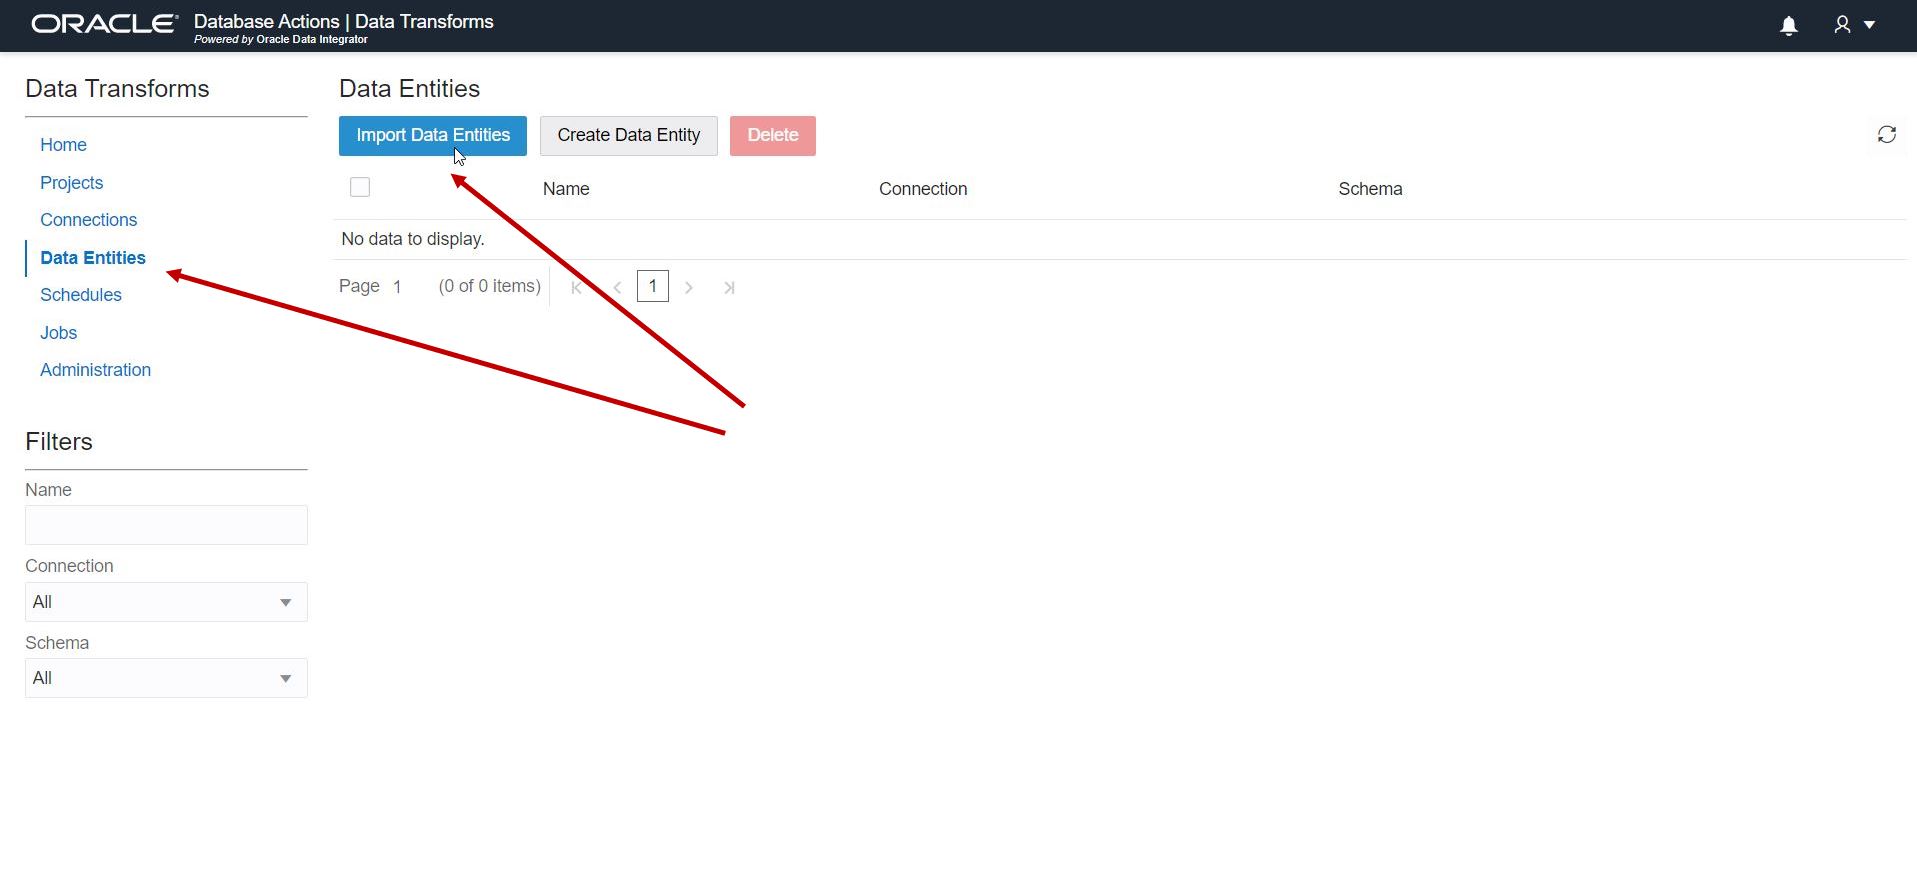 ORACLE Database Actions | Data Transforms
Powered by Oracle Data Integrator
Data Transforms
Home
Projects
Connections
Data Entities
Schedules
Jobs
Administration
Filters
Name
Connection
All
Schema
All
Data Entities
Import Data Entities Create Data Entity Delete
Name Connection Schema
No data to display.
Page 1 (0 of 0 items) 1